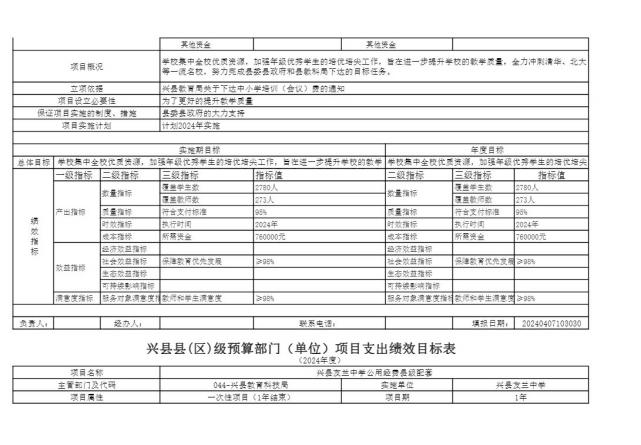 其他资金 其他资金
项目概况 学校集中全校优质资源，加强年级优秀学生的培优培尖工作，旨在进一步提升学校的教学质量，全力冲刺清华、北大
等一流名校，努力完成县委县政府和县教科局下达的目标任务。
立项依据 兴县教育局关于下达中小学培训（会议）费的通知
项目设立必要性 为了更好的提升教学质量
保证项目实施的制度、措施 县委县政府的大力支持
项目实施计划 计划2024年实施
实施期目标 年度目标
总体目标 学校集中全校优质资源，加强年级优秀学生的培优培尖工作，旨在进一步提升学校的教学 学校集中全校优质资源，加强年级优秀学生的培优培尖
一级指标 二级指标 三级指标 指标值 二级指标 三级指标 指标值
绩效指标 产出指标 数量指标 覆盖学生数 2780人 数量指标 覆盖学生数 2780人
覆盖教师数 273人 覆盖教师数 273人
质量指标 符合支付标准 98% 质量指标 符合支付标准 98%
时效指标 执行时间 2024年 时效指标 执行时间 2024年
成本指标 所需资金 760000元 成本指标 所需资金 760000元
效益指标 经济效益指标 经济效益指标
社会效益指标 保障教育优先发展 ≥98% 社会效益指标 保障教育优先发展 ≥98%
生态效益指标 生态效益指标
可持续影响指标 可持续影响指标
满意度指标 服务对象满意度指 教师和学生满意度 ≥98% 服务对象满意度指 教师和学生满意度 ≥98%
负责人： 经办人： 联系电话： 填报日期： 20240407103030
兴县县(区)级预算部门（单位）项目支出绩效目标表
（2024年度）
项目名称 兴县友兰中学公用经费县级配套
主管部门及代码 044-兴县教育科技局 实施单位 兴县友兰中学
项目属性 一次性项目（1年结束） 项目期 1年